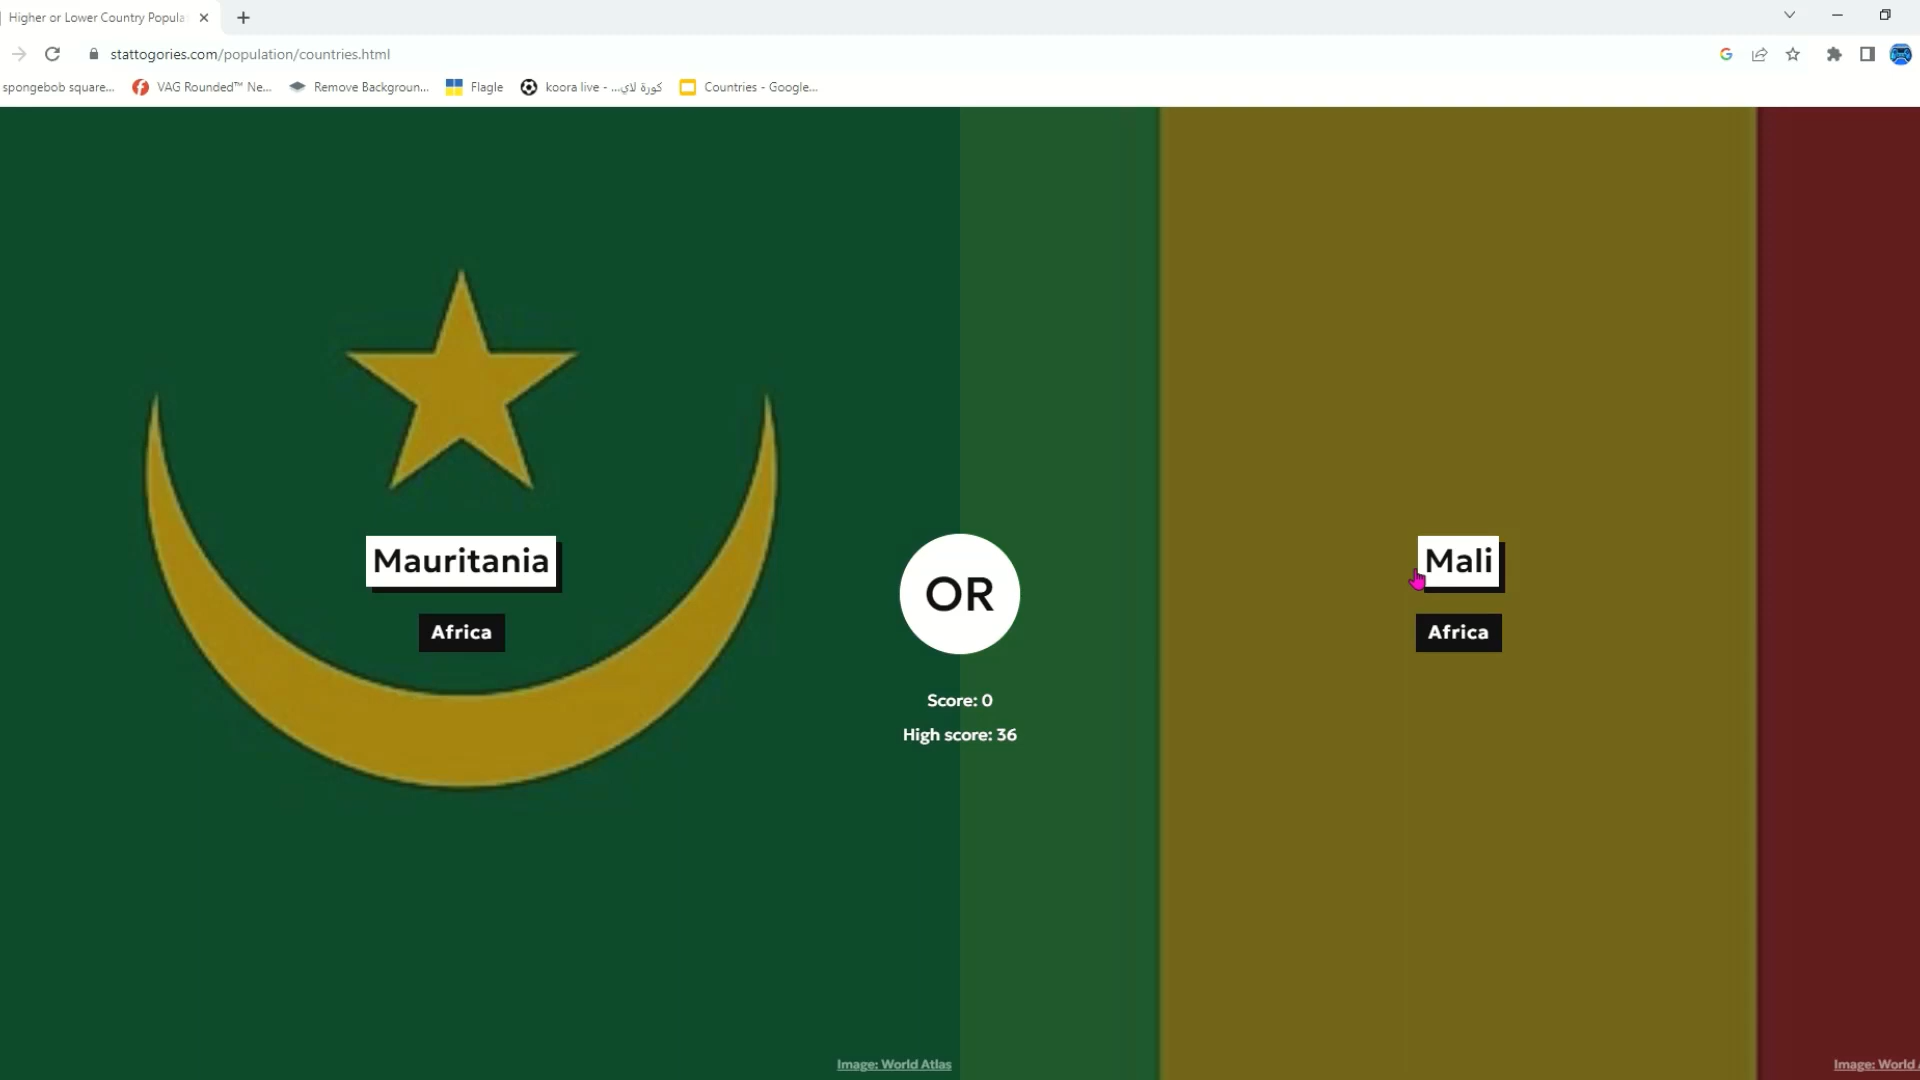 Higher or Lower Country Popula
stattogories.com/population/countries.html
spongebob square...
VAG Rounded™ Ne...
Remove Backgroun...
Flagle
koora live - ...كورة لاي
Countries - Google...
Mauritania
Africa
OR
Mali
Africa
Score: 0
High score: 36
Image: World Atlas
Image: World A